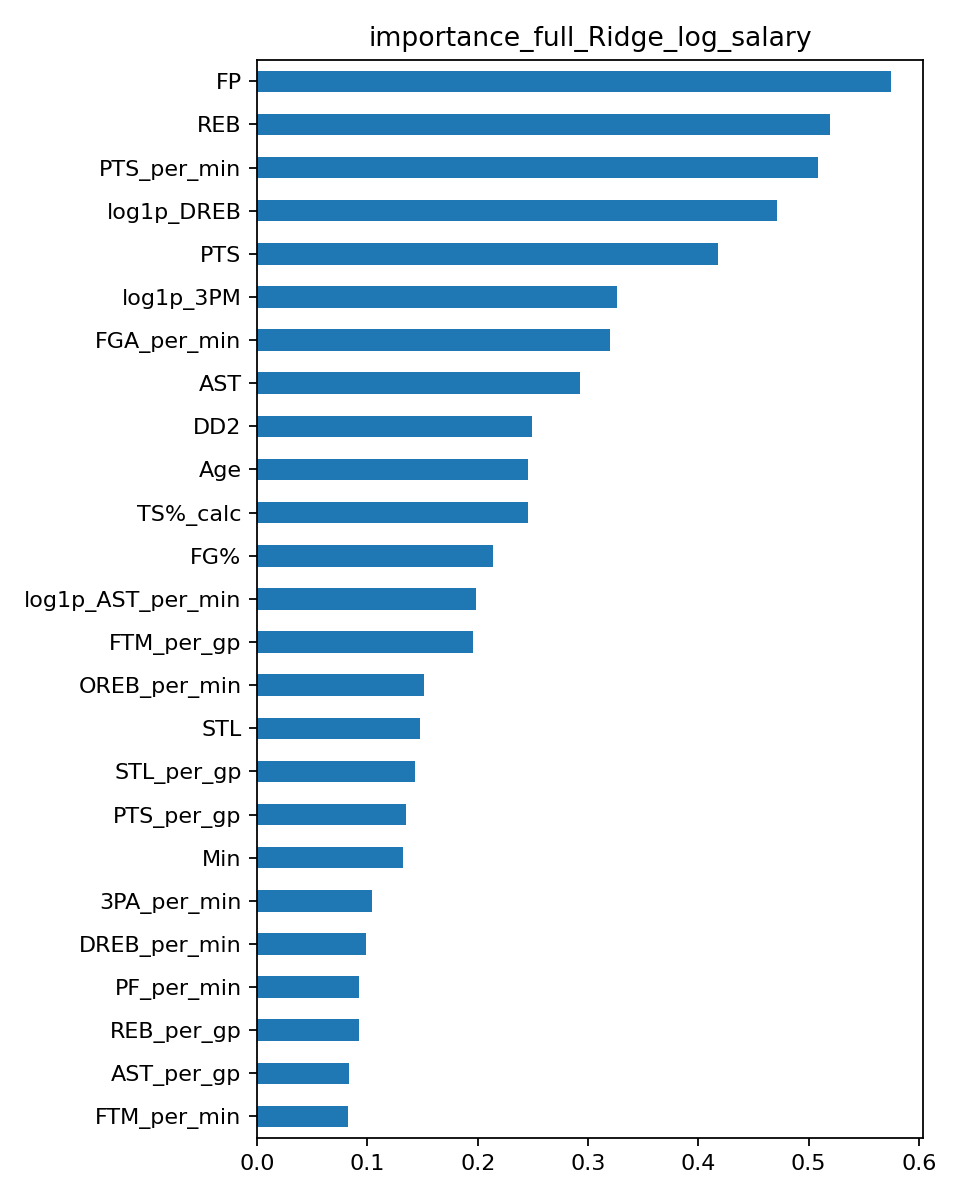 importance_full_Ridge_log_salary
FP
REB
PTS_per_min
log1p_DREB
PTS
log1p_3PM
FGA_per_min
AST
DD2
Age
TS%_calc
FG%
log1p_AST_per_min
FTM_per_gp
OREB_per_min
STL
STL_per_gp
PTS_per_gp
Min
3PA_per_min
DREB_per_min
PF_per_min
REB_per_gp
AST_per_gp
FTM_per_min
0.0 0.1 0.2 0.3 0.4 0.5 0.6